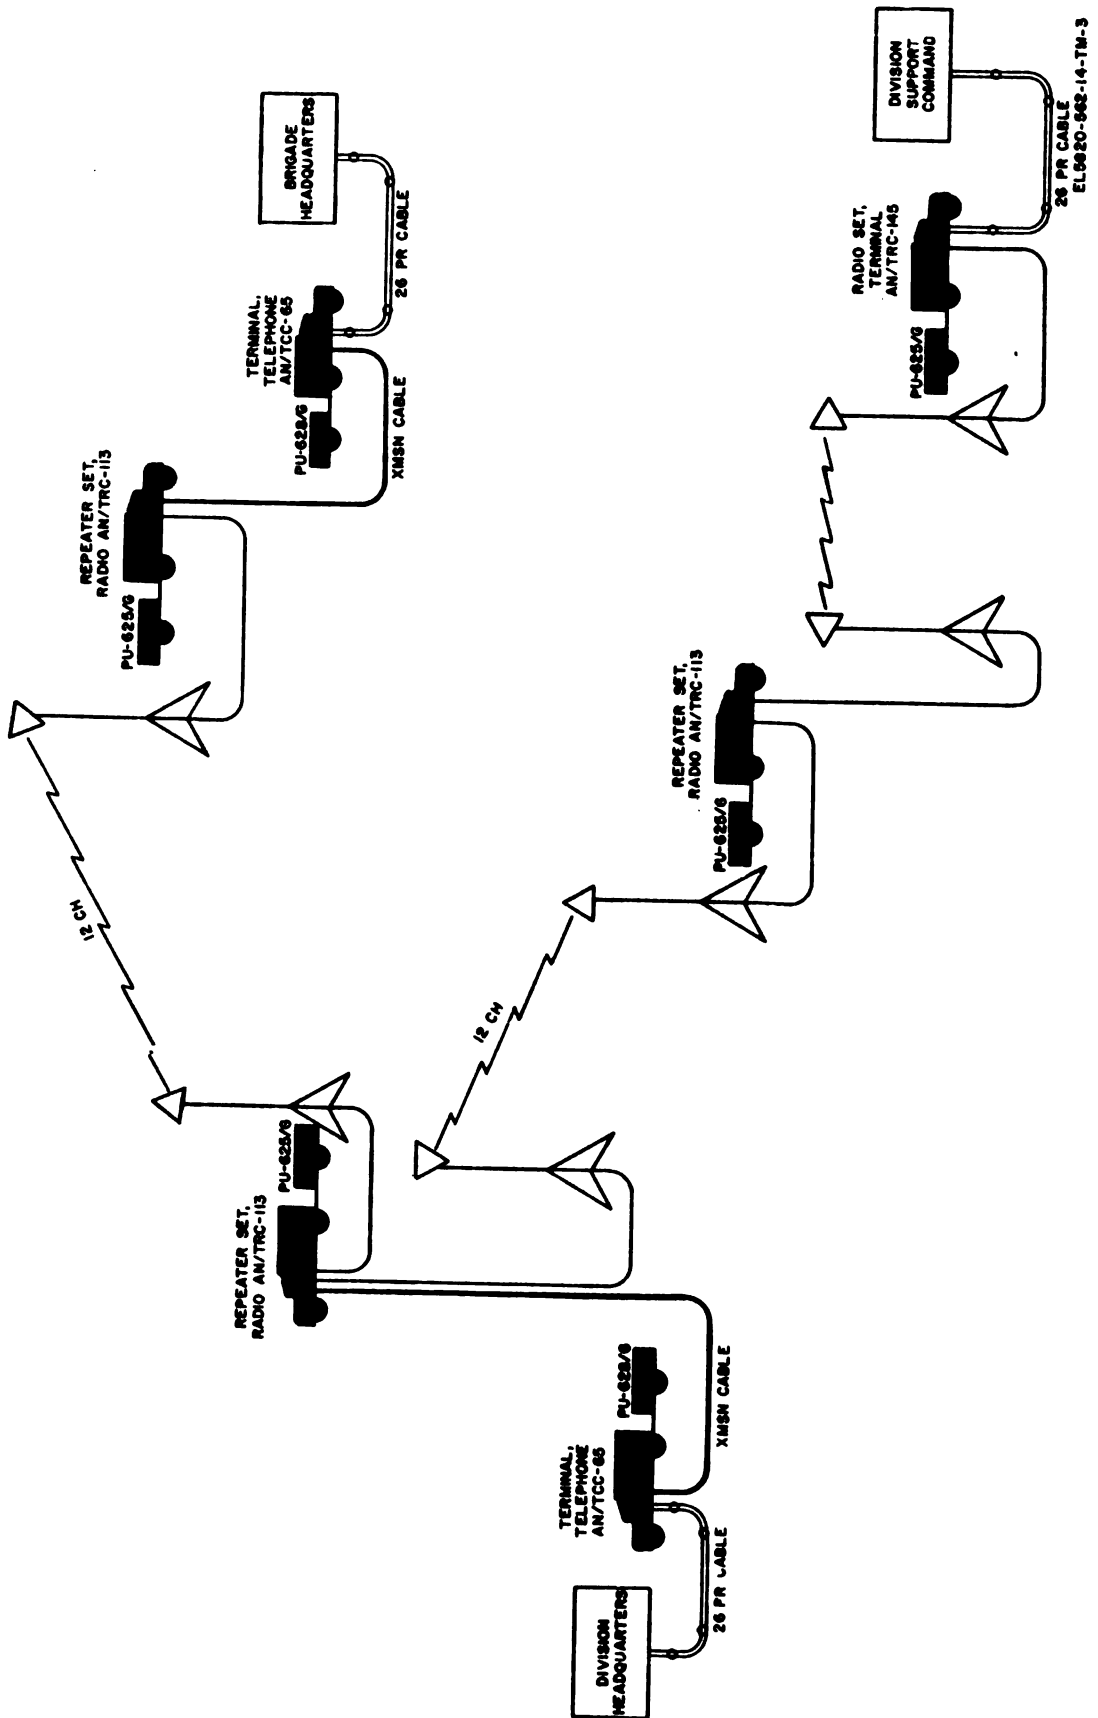 DIVISION
HEADQUARTERS
26 PR CABLE
TERMINAL,
TELEPHONE
AN/TCC-65
PU-628/G
XMSN CABLE
REPEATER SET,
RADIO AN/TRC-113
PU-625/G
12 CH
12 CH
PU-625/G
REPEATER SET,
RADIO AN/TRC-113
PU-628/G
TERMINAL,
TELEPHONE
AN/TCC-65
XMSN CABLE
26 PR CABLE
BRIGADE
HEADQUARTERS
PU-625/G
REPEATER SET,
RADIO AN/TRC-113
PU-625/G
RADIO SET,
TERMINAL
AN/TRC-145
DIVISION
SUPPORT
COMMAND
26 PR CABLE
EL5820-562-14-TM-3